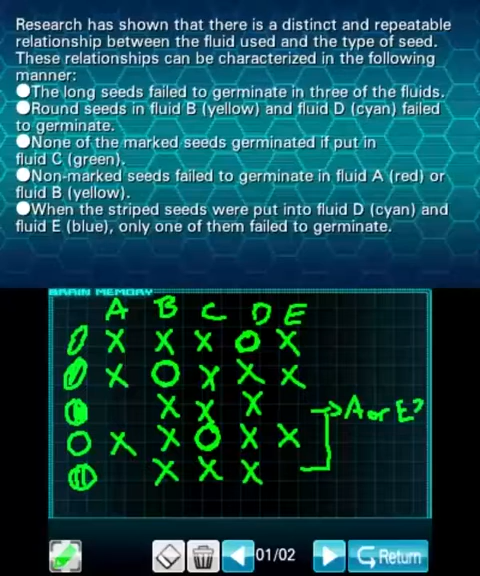 Research has shown that there is a distinct and repeatable
relationship between the fluid used and the type of seed.
These relationships can be characterized in the following
manner:
●The long seeds failed to germinate in three of the fluids.
●Round seeds in fluid B (yellow) and fluid D (cyan) failed
to germinate.
●None of the marked seeds germinated if put in
fluid C (green).
●Non-marked seeds failed to germinate in fluid A (red) or
fluid B (yellow).
●When the striped seeds were put into fluid D (cyan) and
fluid E (blue), only one of them failed to germinate.
BRAIN MEMORY
A B C D E
X X X O X
X O X X X
X X X → A or E?
X X O X X
X X X
01/02 Return